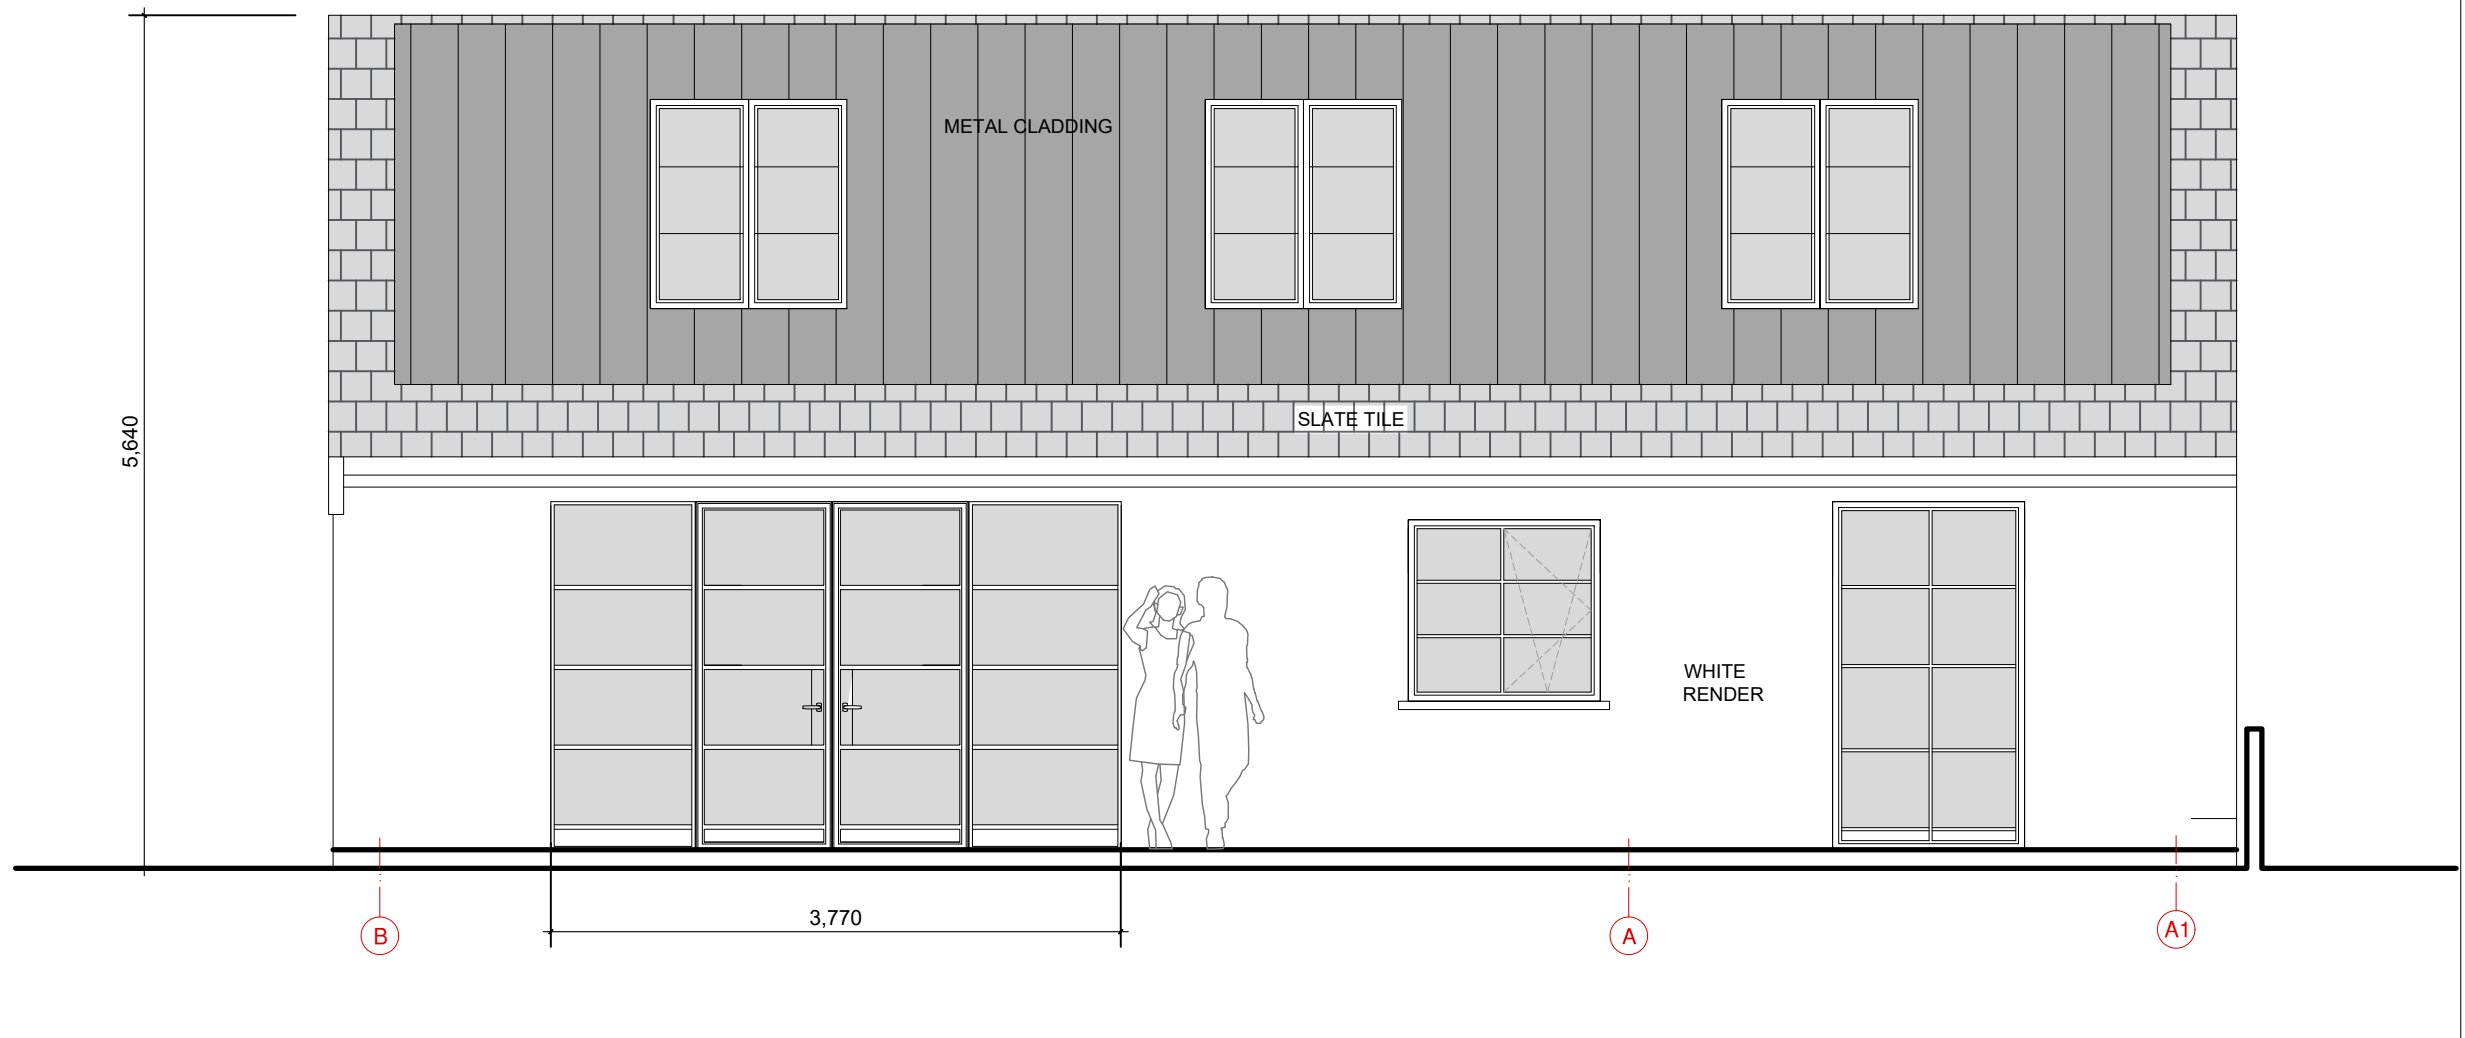 METAL CLADDING
SLATE TILE
5,640
WHITE
RENDER
3,770
B
A
A1